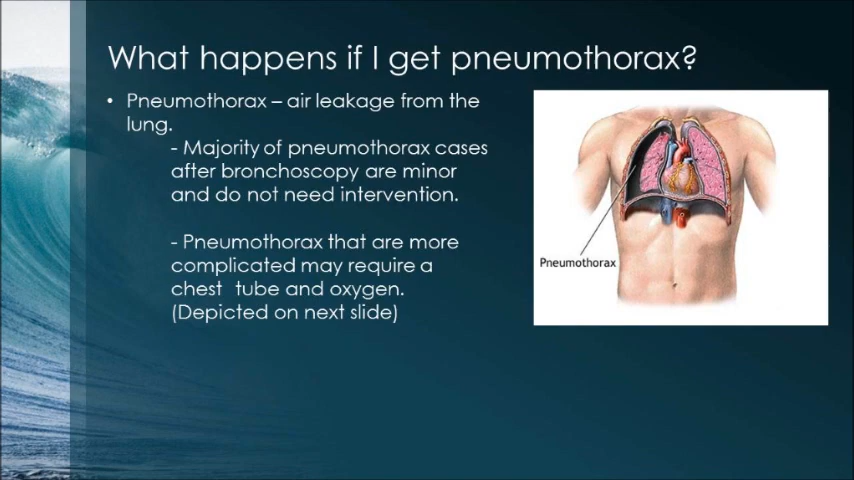 What happens if I get pneumothorax?
• Pneumothorax – air leakage from the
lung.
- Majority of pneumothorax cases
after bronchoscopy are minor
and do not need intervention.
- Pneumothorax that are more
complicated may require a
chest tube and oxygen.
(Depicted on next slide)
Pneumothorax